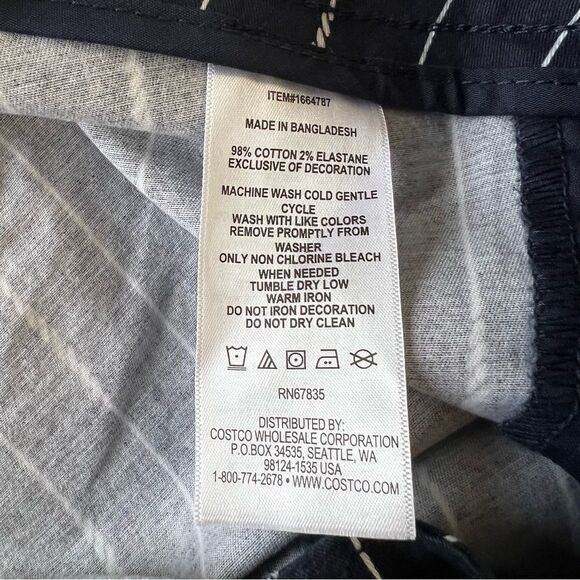 ITEM#1664787
MADE IN BANGLADESH
98% COTTON 2% ELASTANE
EXCLUSIVE OF DECORATION
MACHINE WASH COLD GENTLE
CYCLE
WASH WITH LIKE COLORS
REMOVE PROMPTLY FROM
WASHER
ONLY NON CHLORINE BLEACH
WHEN NEEDED
TUMBLE DRY LOW
WARM IRON
DO NOT IRON DECORATION
DO NOT DRY CLEAN
RN67835
DISTRIBUTED BY:
COSTCO WHOLESALE CORPORATION
P.O.BOX 34535, SEATTLE, WA
98124-1535 USA
1-800-774-2678 • WWW.COSTCO.COM